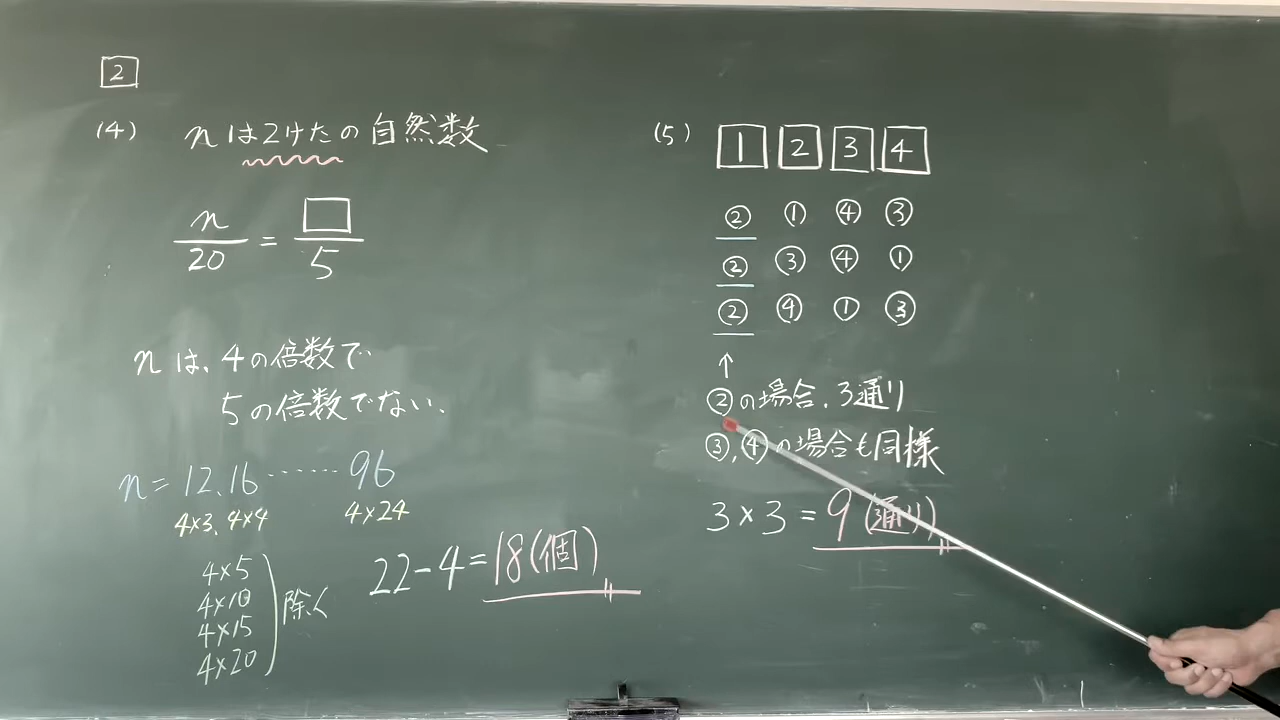 2
(4) nは2けたの自然数
n/20 = □/5
nは、4の倍数で
5の倍数でない、
n = 12, 16 ⋯⋯ 96
4×3, 4×4 4×24
4×5
4×10
4×15
4×20
除く
22-4=18(個)
(5) 1 2 3 4
② ① ④ ③
② ③ ④ ①
② ④ ① ③
↑
②の場合、3通り
③,④の場合も同様
3×3=9(通り)